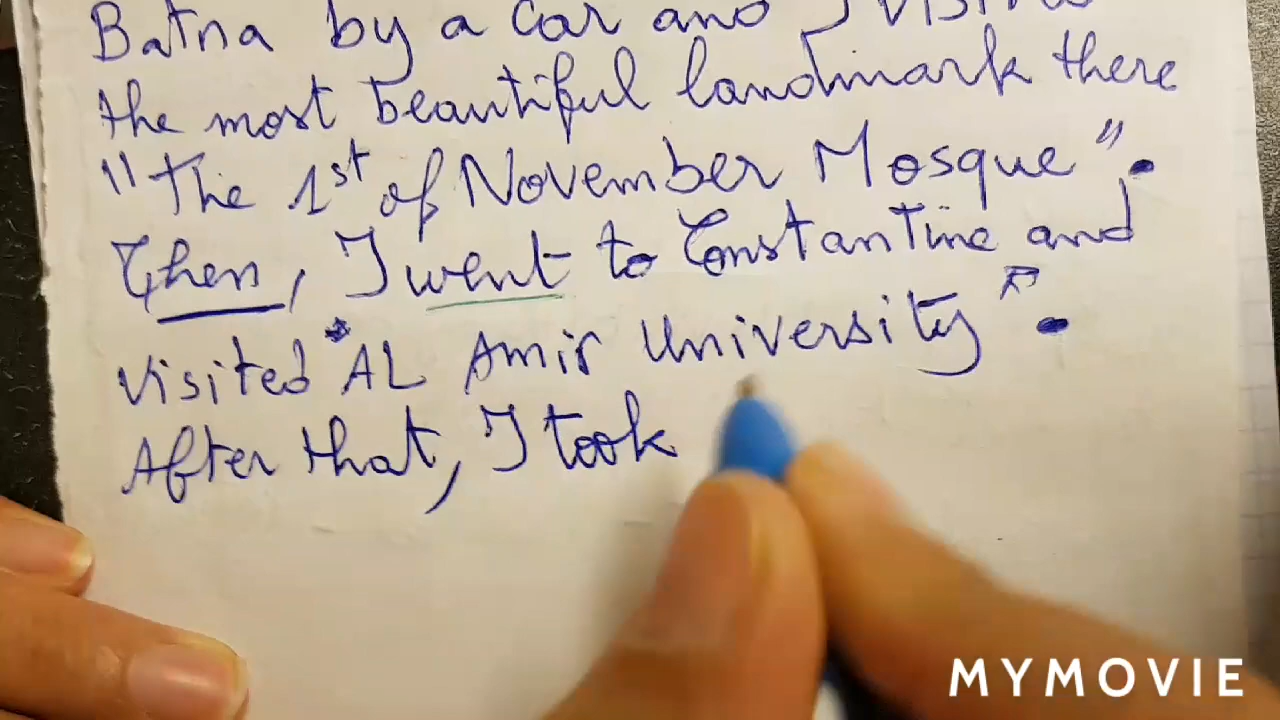 Batna by a car and I visited
the most beautiful landmark there
"The 1st of November Mosque".
Then, I went to Constantine and
visited "AL Amir University".
After that, I took
MYMOVIE